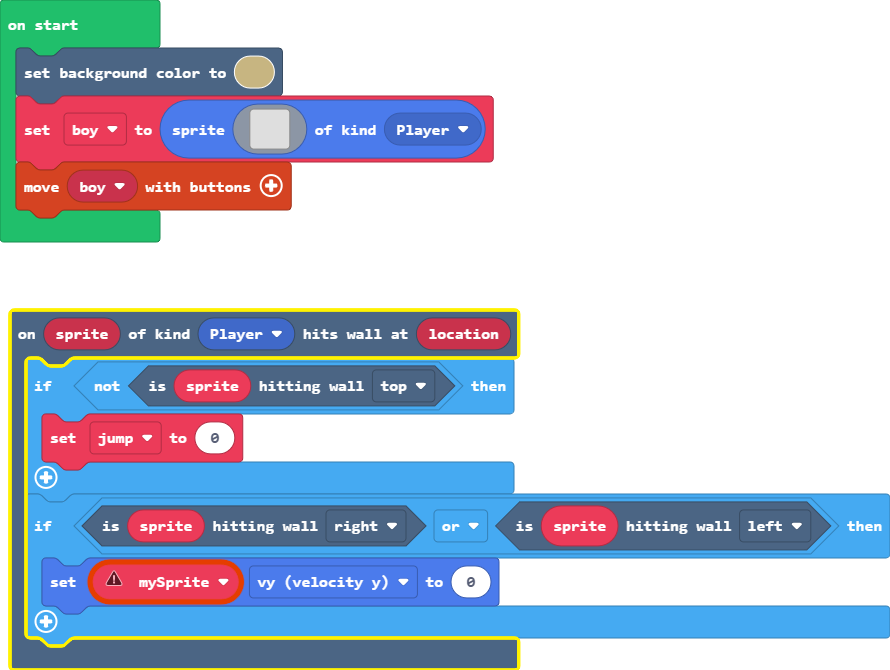 on start
set background color to
set boy to sprite of kind Player
move boy with buttons
on sprite of kind Player hits wall at location
if not is sprite hitting wall top then
set jump to 0
if is sprite hitting wall right or is sprite hitting wall left then
set mySprite vy (velocity y) to 0